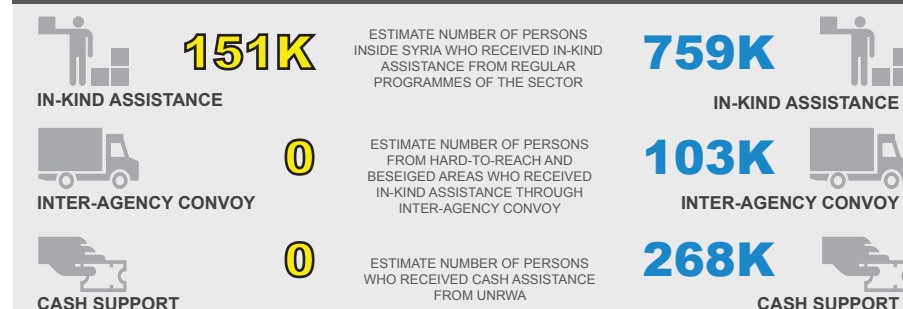 151K
IN-KIND ASSISTANCE
ESTIMATE NUMBER OF PERSONS
INSIDE SYRIA WHO RECEIVED IN-KIND
ASSISTANCE FROM REGULAR
PROGRAMMES OF THE SECTOR
759K
IN-KIND ASSISTANCE
0
INTER-AGENCY CONVOY
ESTIMATE NUMBER OF PERSONS
FROM HARD-TO-REACH AND
BESEIGED AREAS WHO RECEIVED
IN-KIND ASSISTANCE THROUGH
INTER-AGENCY CONVOY
103K
INTER-AGENCY CONVOY
0
CASH SUPPORT
ESTIMATE NUMBER OF PERSONS
WHO RECEIVED CASH ASSISTANCE
FROM UNRWA
268K
CASH SUPPORT